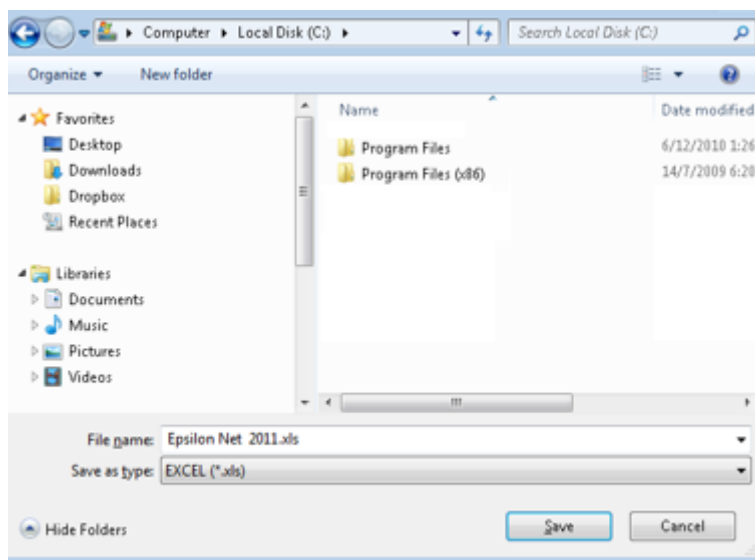 Computer Local Disk (C:) Search Local Disk (C:)
Organize New folder
Favorites
Desktop
Downloads
Dropbox
Recent Places
Libraries
Documents
Music
Pictures
Videos
Name Date modified
Program Files 6/12/2010 1:26
Program Files (x86) 14/7/2009 6:20
File name: Epsilon Net 2011.xls
Save as type: EXCEL (*.xls)
Hide Folders Save Cancel